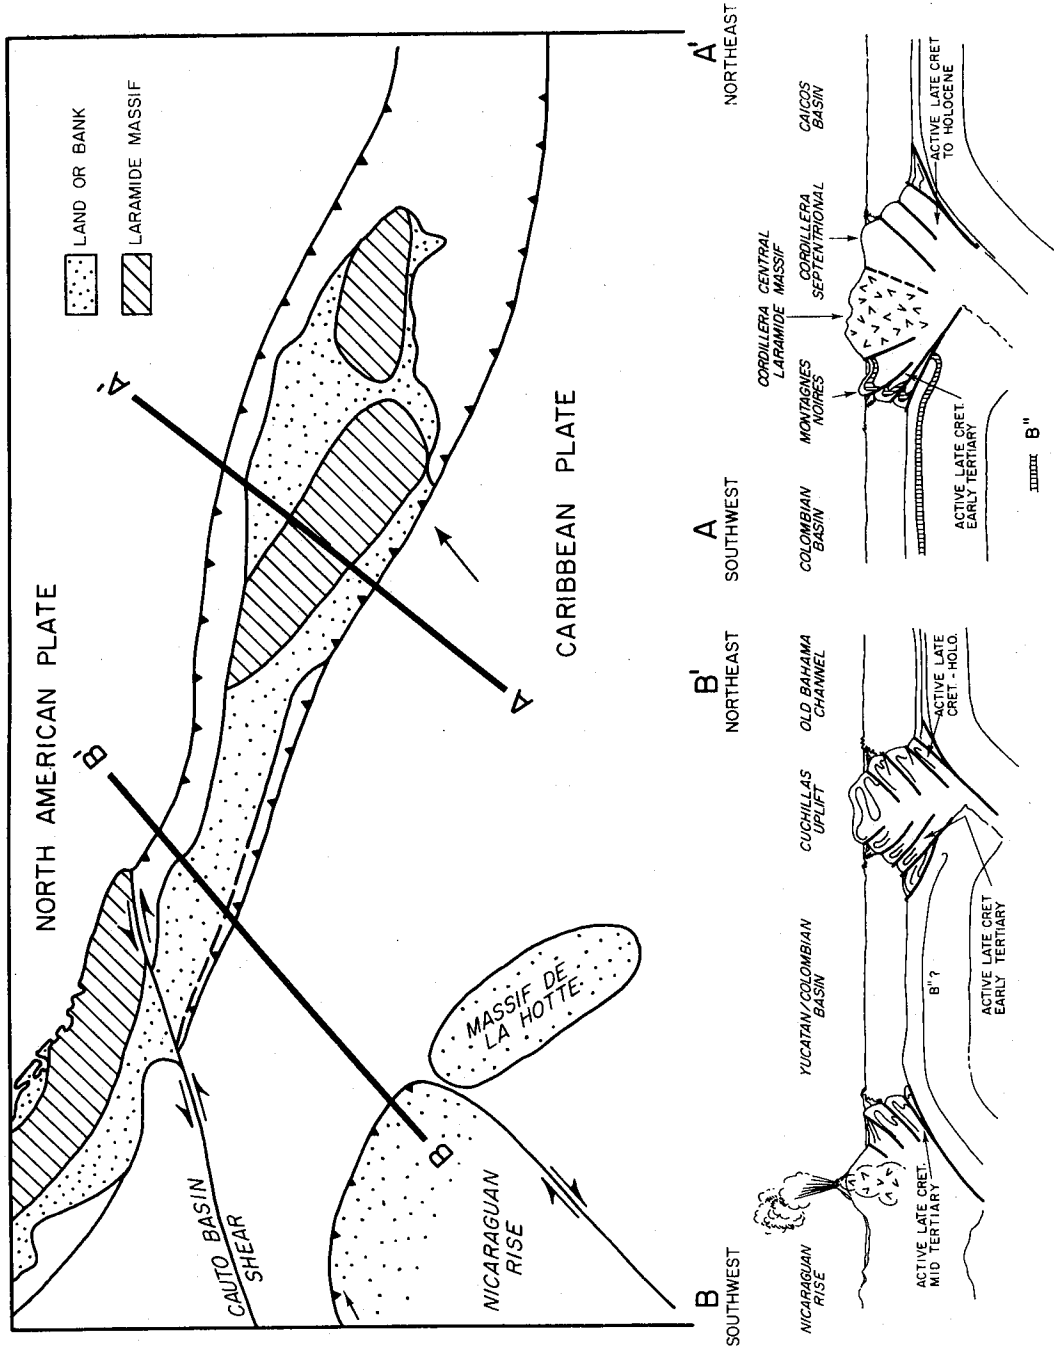 NORTH AMERICAN PLATE
LAND OR BANK
LARAMIDE MASSIF
B'
A'
CAUTO BASIN
SHEAR
MASSIF DE
LA HOTTE
B
NICARAGUAN
RISE
A
CARIBBEAN PLATE
B
SOUTHWEST
B'
NORTHEAST
A
SOUTHWEST
A'
NORTHEAST
NICARAGUAN
RISE
YUCATAN/COLOMBIAN
BASIN
CUCHILLAS
UPLIFT
OLD BAHAMA
CHANNEL
ACTIVE LATE CRET.
MID TERTIARY
B"?
ACTIVE LATE CRET
EARLY TERTIARY
ACTIVE LATE
CRET.-HOLO.
COLOMBIAN
BASIN
MONTAGNES
NOIRES
CORDILLERA CENTRAL
LARAMIDE MASSIF
CORDILLERA
SEPTENTRIONAL
CAICOS
BASIN
ACTIVE LATE CRET.
EARLY TERTIARY
ACTIVE LATE CRET
TO HOLOCENE
B"